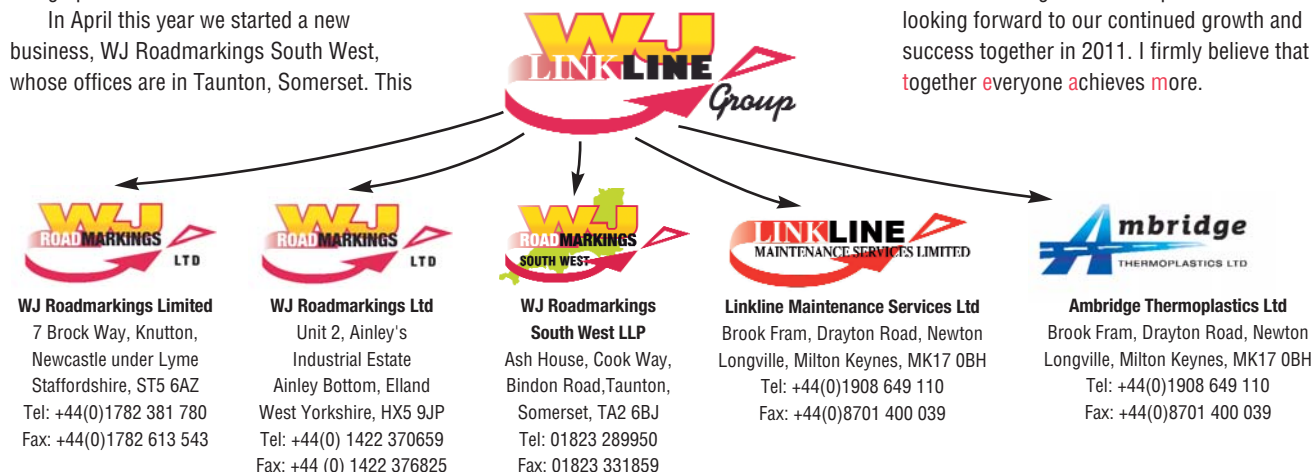 In April this year we started a new
business, WJ Roadmarkings South West,
whose offices are in Taunton, Somerset. This
WJ
LINKLINE
Group
looking forward to our continued growth and
success together in 2011. I firmly believe that
together everyone achieves more.
WJ
ROADMARKINGS
LTD
WJ Roadmarkings Limited
7 Brock Way, Knutton,
Newcastle under Lyme
Staffordshire, ST5 6AZ
Tel: +44(0)1782 381 780
Fax: +44(0)1782 613 543
WJ
ROADMARKINGS
LTD
WJ Roadmarkings Ltd
Unit 2, Ainley's
Industrial Estate
Ainley Bottom, Elland
West Yorkshire, HX5 9JP
Tel: +44(0) 1422 370659
Fax: +44 (0) 1422 376825
WJ
ROADMARKINGS
SOUTH WEST
WJ Roadmarkings
South West LLP
Ash House, Cook Way,
Bindon Road,Taunton,
Somerset, TA2 6BJ
Tel: 01823 289950
Fax: 01823 331859
LINKLINE
MAINTENANCE SERVICES LIMITED
Linkline Maintenance Services Ltd
Brook Fram, Drayton Road, Newton
Longville, Milton Keynes, MK17 0BH
Tel: +44(0)1908 649 110
Fax: +44(0)8701 400 039
Ambridge
THERMOPLASTICS LTD
Ambridge Thermoplastics Ltd
Brook Fram, Drayton Road, Newton
Longville, Milton Keynes, MK17 0BH
Tel: +44(0)1908 649 110
Fax: +44(0)8701 400 039